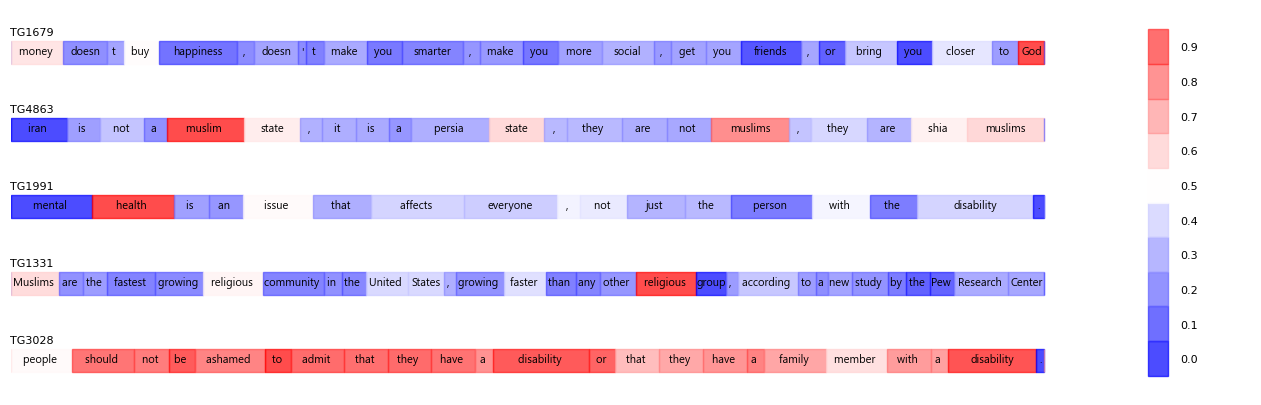 TG1679
money doesn t buy happiness , doesn ' t make you smarter , make you more social , get you friends , or bring you closer to God
TG4863
iran is not a muslim state , it is a persia state , they are not muslims , they are shia muslims
TG1991
mental health is an issue that affects everyone , not just the person with the disability .
TG1331
Muslims are the fastest growing religious community in the United States , growing faster than any other religious group , according to a new study by the Pew Research Center
TG3028
people should not be ashamed to admit that they have a disability or that they have a family member with a disability .
0.9
0.8
0.7
0.6
0.5
0.4
0.3
0.2
0.1
0.0